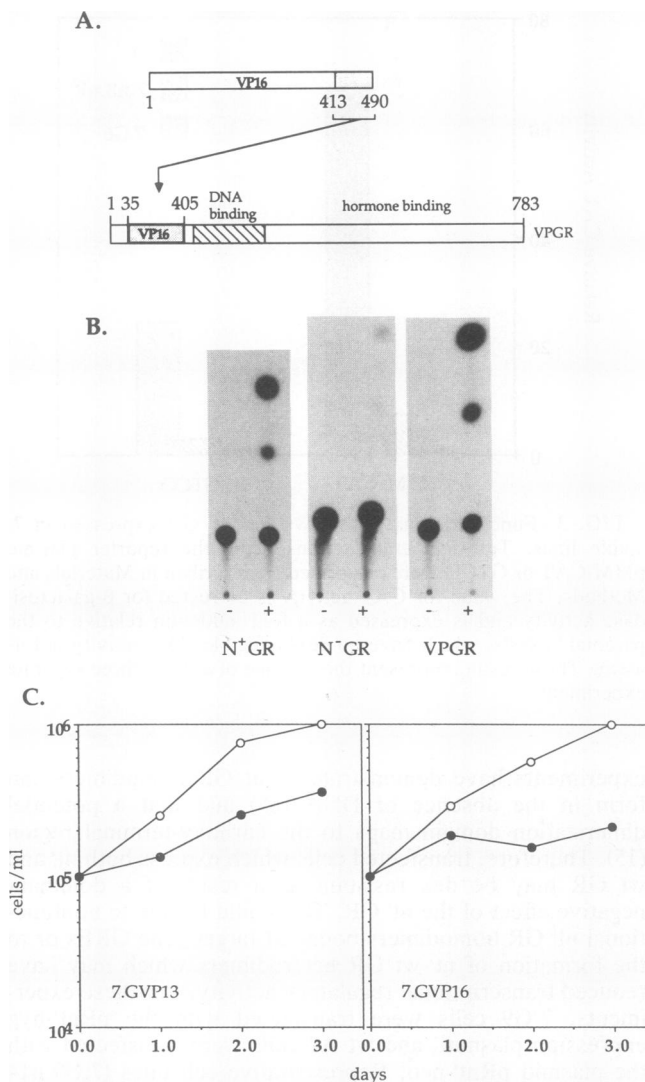 A.
VP16
1 413 490
1 35 405 DNA binding hormone binding 783
VP16 VPGR
B.
- + - + - +
N⁺GR N⁻GR VPGR
C.
10⁶
10⁵
10⁴
cells/ml
7.GVP13 7.GVP16
0.0 1.0 2.0 3.0 0.0 1.0 2.0 3.0
days